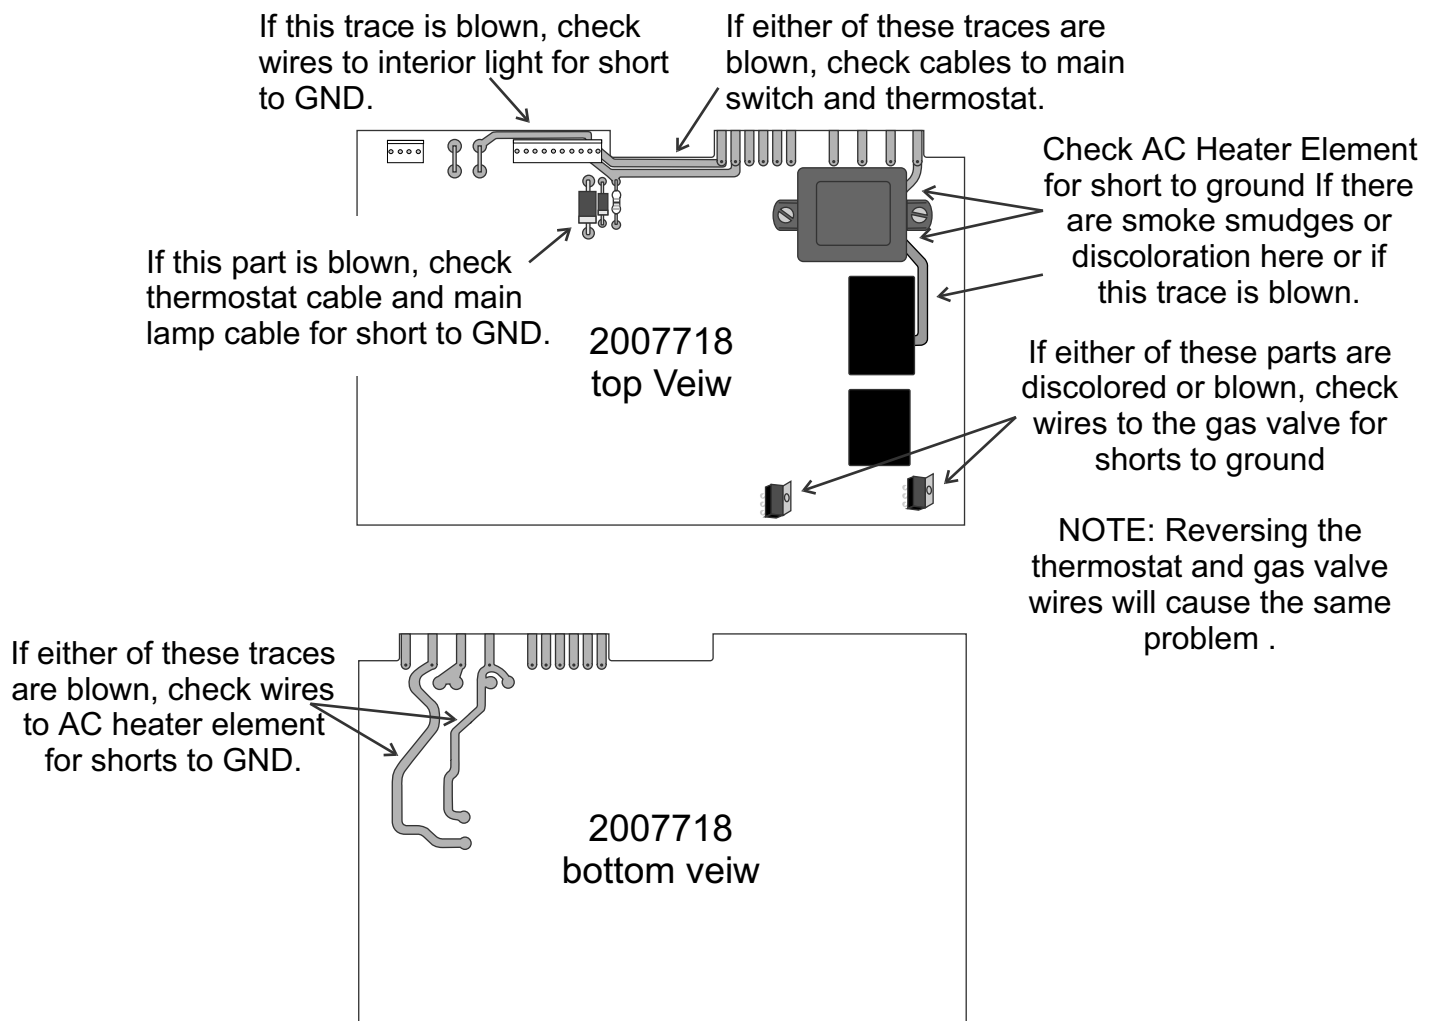 If this trace is blown, check
wires to interior light for short
to GND.
If either of these traces are
blown, check cables to main
switch and thermostat.
Check AC Heater Element
for short to ground If there
are smoke smudges or
discoloration here or if
this trace is blown.
If this part is blown, check
thermostat cable and main
lamp cable for short to GND.
2007718
top Veiw
If either of these parts are
discolored or blown, check
wires to the gas valve for
shorts to ground
NOTE: Reversing the
thermostat and gas valve
wires will cause the same
problem .
If either of these traces
are blown, check wires
to AC heater element
for shorts to GND.
2007718
bottom veiw